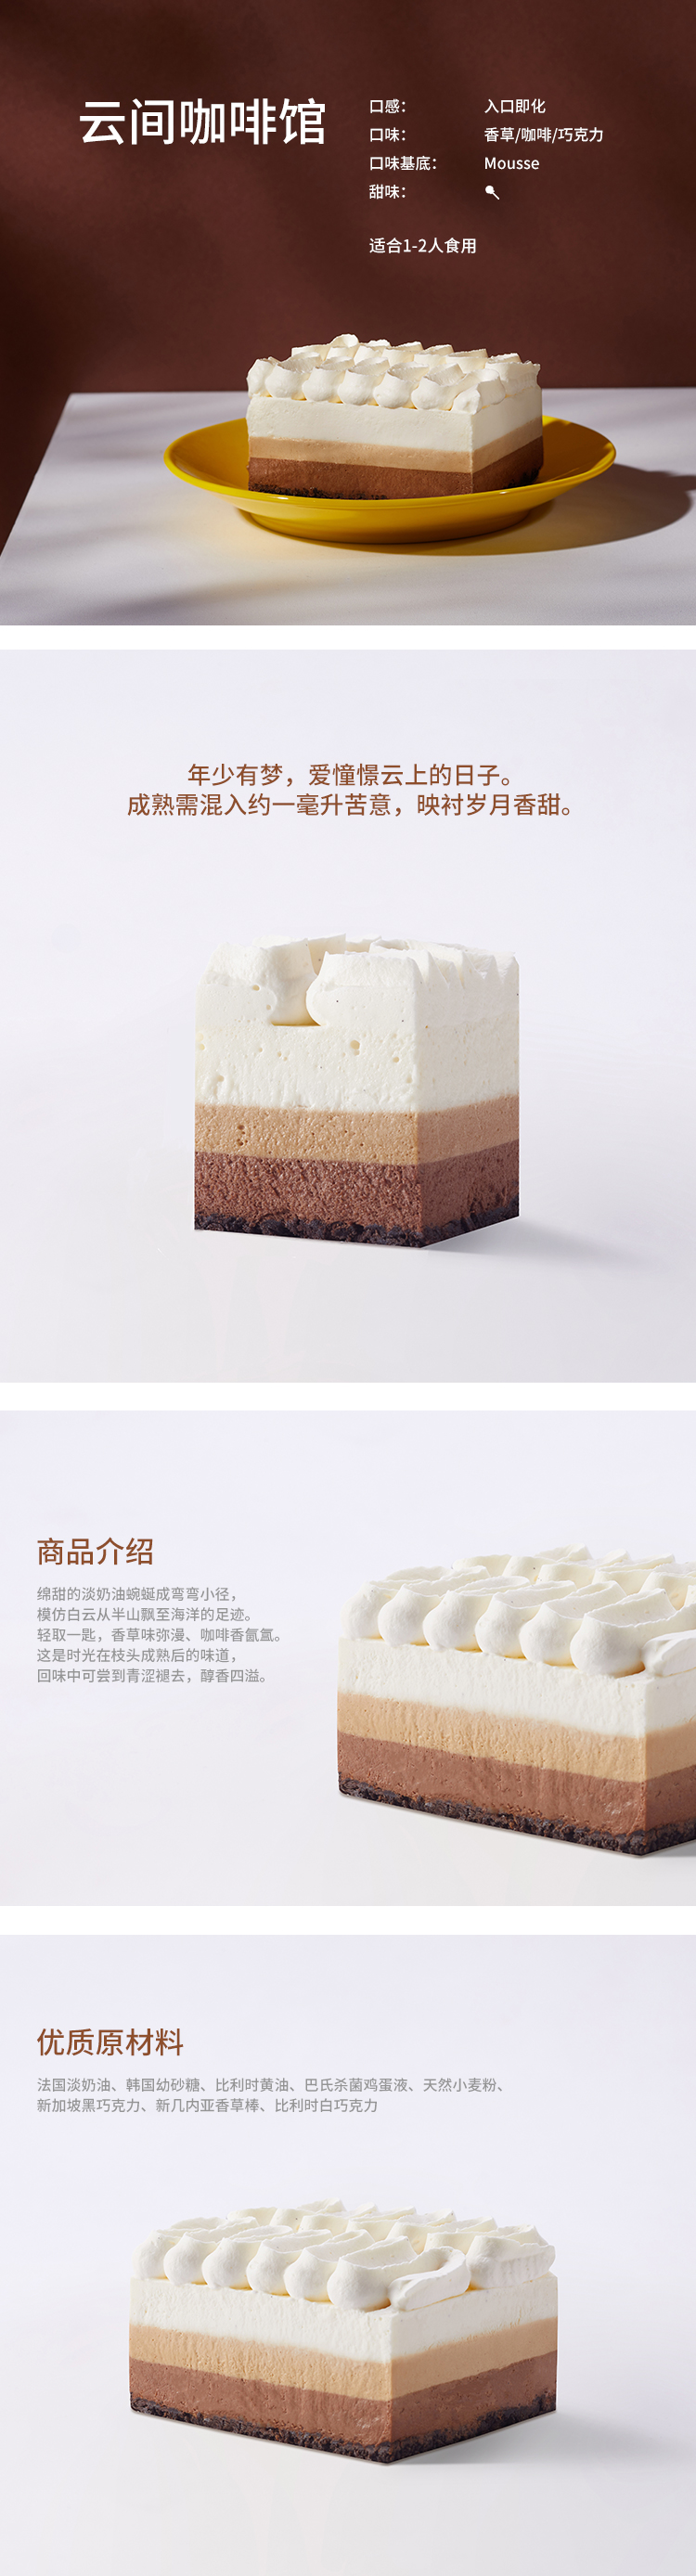 云间咖啡馆
口感： 入口即化
口味： 香草/咖啡/巧克力
口味基底： Mousse
甜味：
适合1-2人食用
年少有梦，爱憧憬云上的日子。
成熟需混入约一毫升苦意，映衬岁月香甜。
商品介绍
绵甜的淡奶油蜿蜒成弯弯小径，
模仿白云从半山飘至海洋的足迹。
轻取一匙，香草味弥漫、咖啡香氤氲。
这是时光在枝头成熟后的味道，
回味中可尝到青涩褪去，醇香四溢。
优质原材料
法国淡奶油、韩国幼砂糖、比利时黄油、巴氏杀菌鸡蛋液、天然小麦粉、
新加坡黑巧克力、新几内亚香草棒、比利时白巧克力